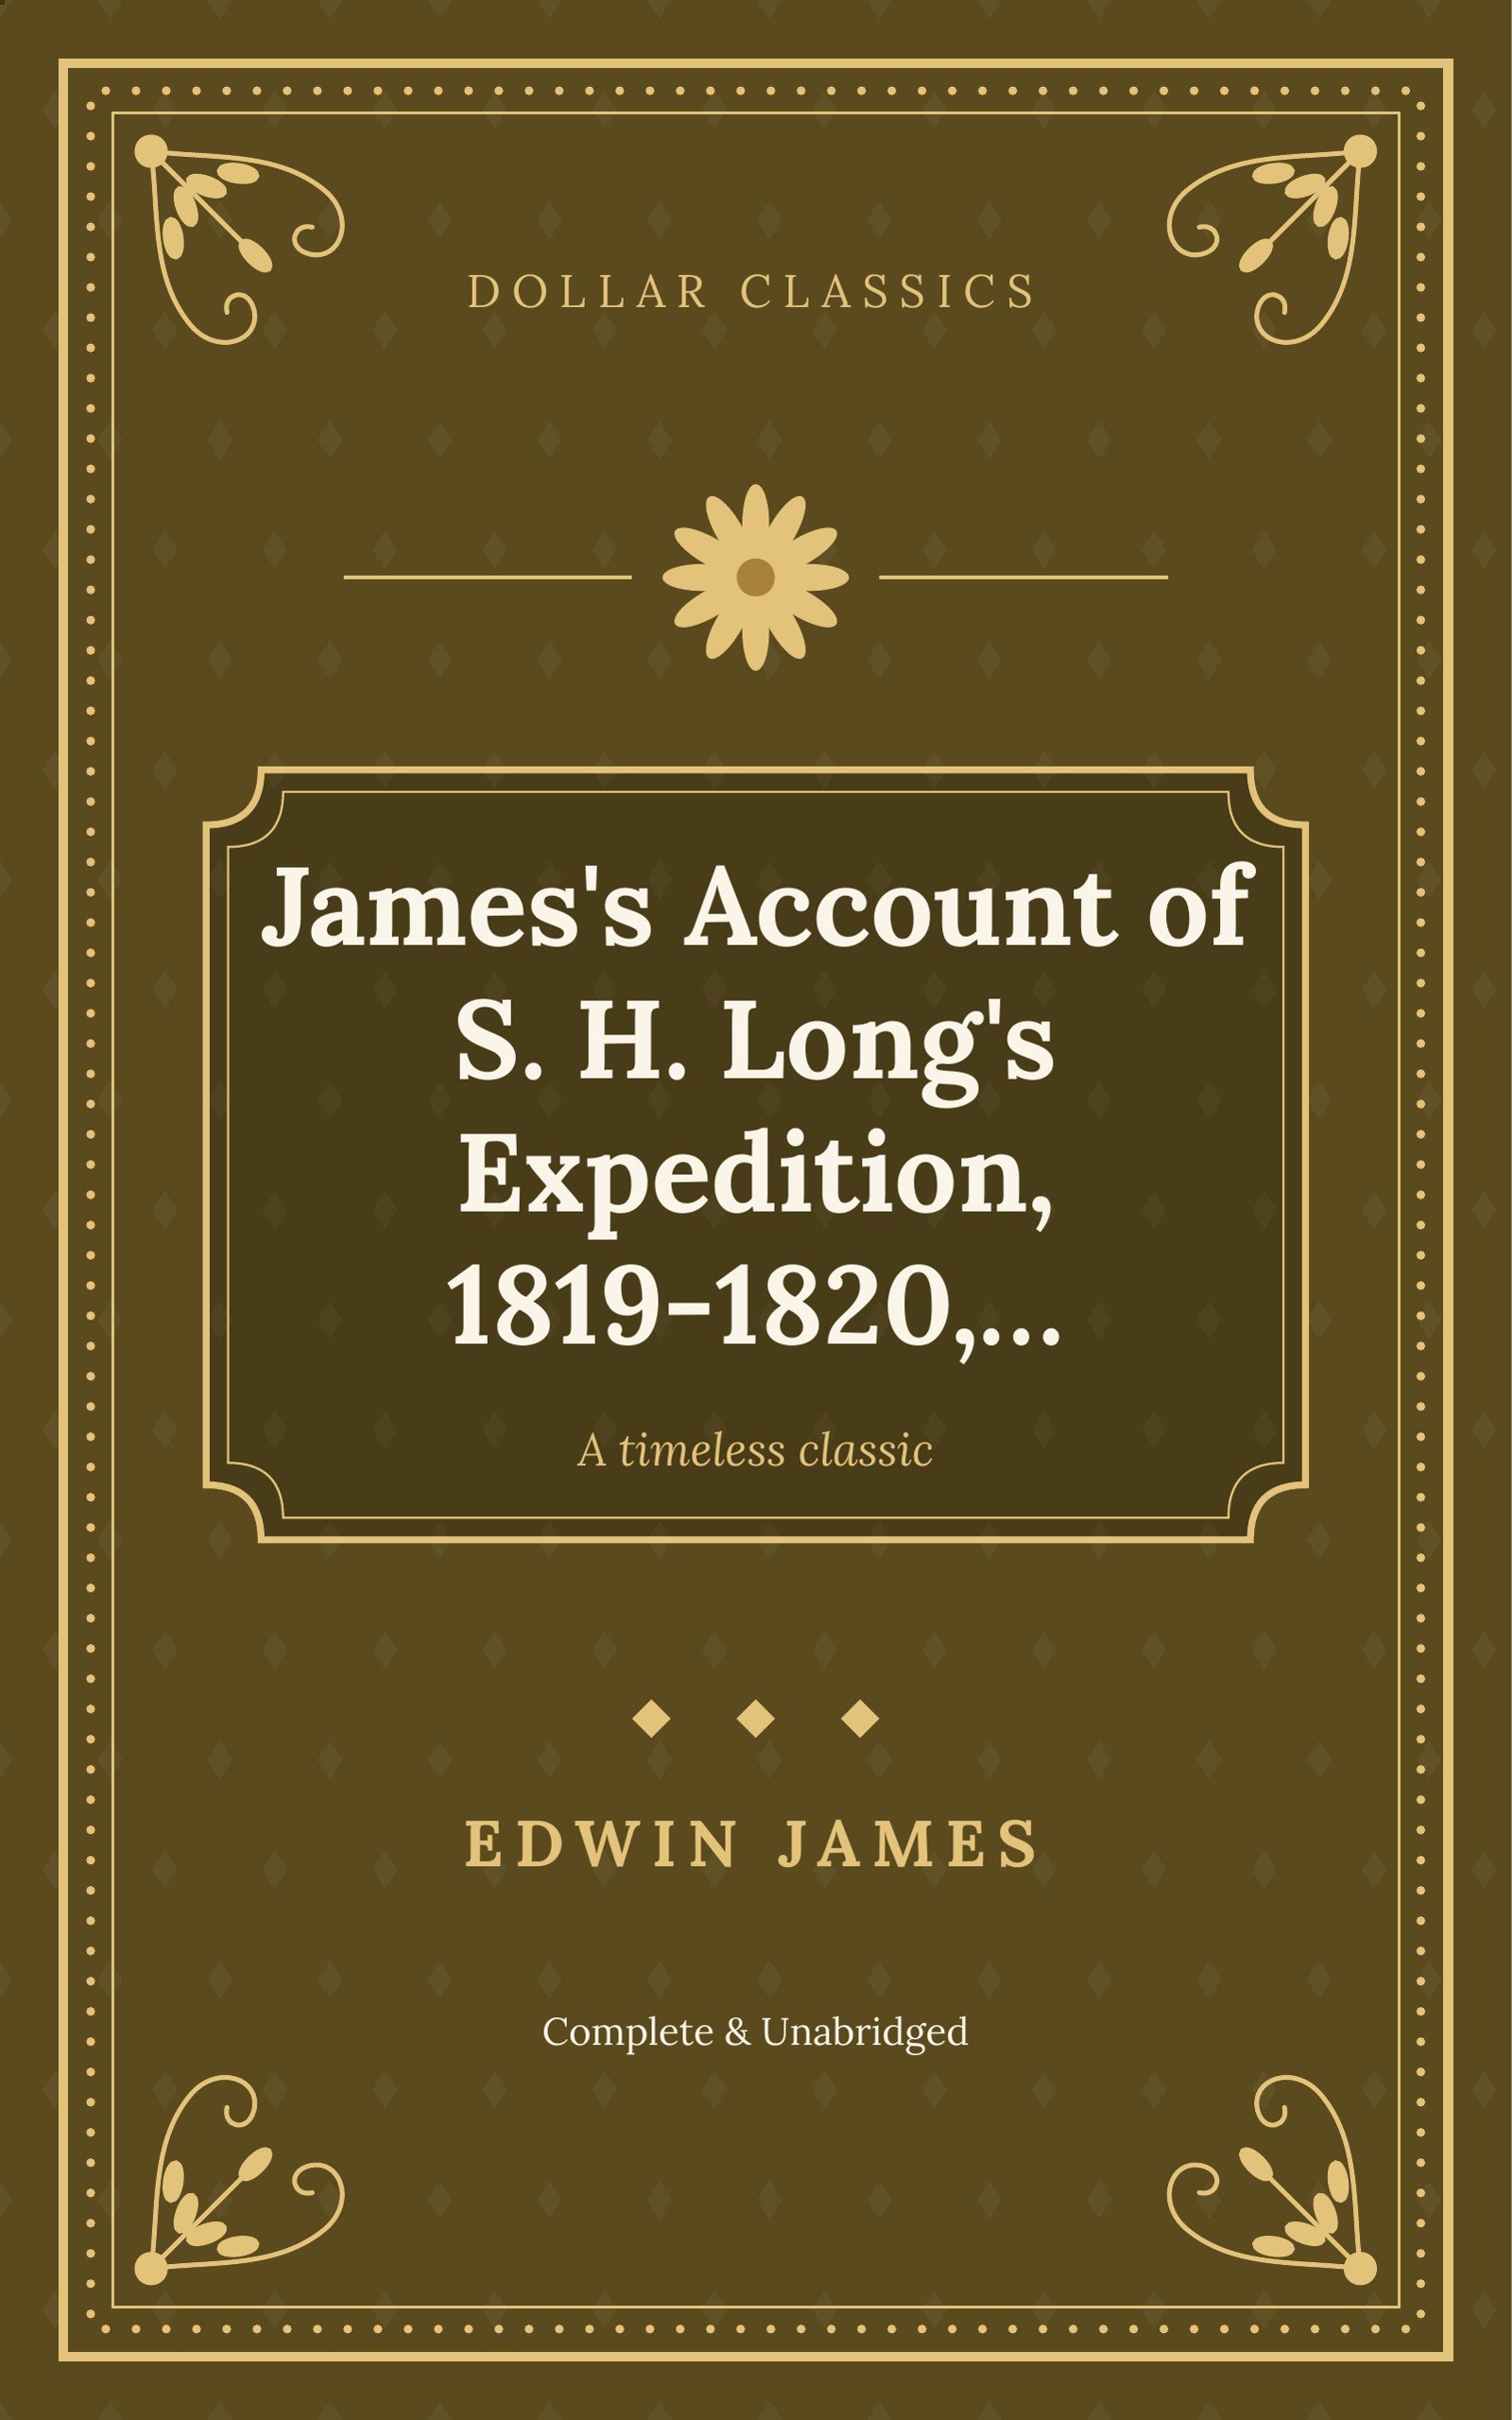 DOLLAR CLASSICS
James's Account of
S. H. Long's
Expedition,
1819-1820,...
A timeless classic
EDWIN JAMES
Complete & Unabridged